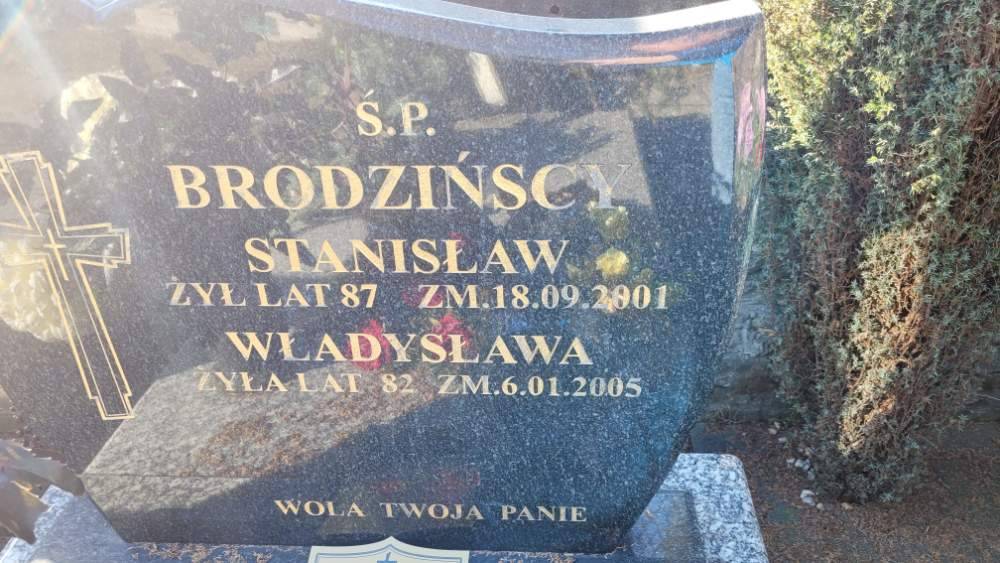 Ś.P.
BRODZIŃSCY
STANISŁAW
ŻYŁ LAT 87 ZM.18.09.2001
WŁADYSŁAWA
ŻYŁA LAT 82 ZM.6.01.2005
WOLA TWOJA PANIE